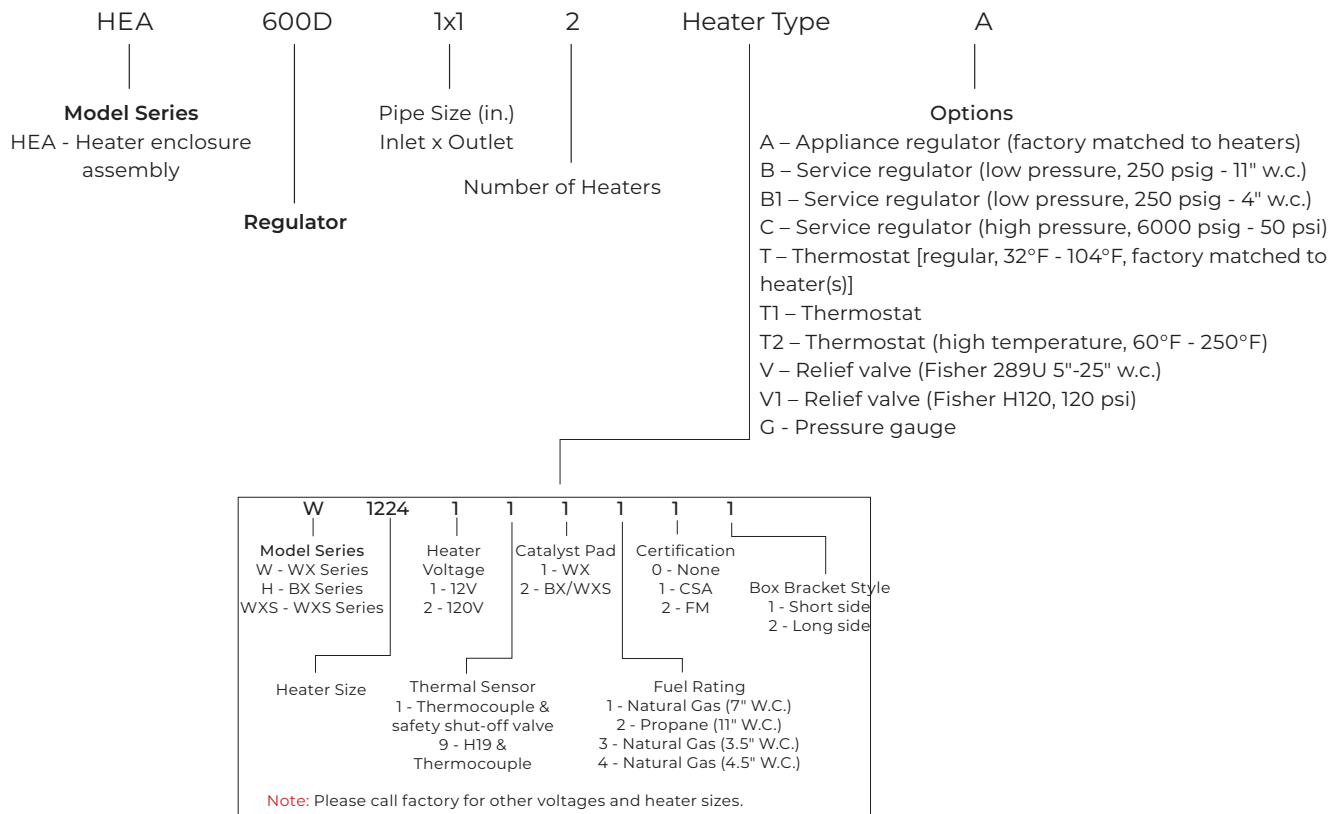 HEA 600D 1x1 2 Heater Type A
Model Series
HEA - Heater enclosure
assembly
Regulator
Pipe Size (in.)
Inlet x Outlet
Number of Heaters
Options
A – Appliance regulator (factory matched to heaters)
B – Service regulator (low pressure, 250 psig - 11" w.c.)
B1 – Service regulator (low pressure, 250 psig - 4" w.c.)
C – Service regulator (high pressure, 6000 psig - 50 psi)
T – Thermostat [regular, 32°F - 104°F, factory matched to
heater(s)]
T1 – Thermostat
T2 – Thermostat (high temperature, 60°F - 250°F)
V – Relief valve (Fisher 289U 5"-25" w.c.)
V1 – Relief valve (Fisher H120, 120 psi)
G - Pressure gauge
W 1224 1 1 1 1 1 1
Model Series
W - WX Series
H - BX Series
WXS - WXS Series
Heater
Voltage
1 - 12V
2 - 120V
Catalyst Pad
1 - WX
2 - BX/WXS
Certification
0 - None
1 - CSA
2 - FM
Box Bracket Style
1 - Short side
2 - Long side
Heater Size
Thermal Sensor
1 - Thermocouple &
safety shut-off valve
9 - H19 &
Thermocouple
Fuel Rating
1 - Natural Gas (7" W.C.)
2 - Propane (11" W.C.)
3 - Natural Gas (3.5" W.C.)
4 - Natural Gas (4.5" W.C.)
Note: Please call factory for other voltages and heater sizes.